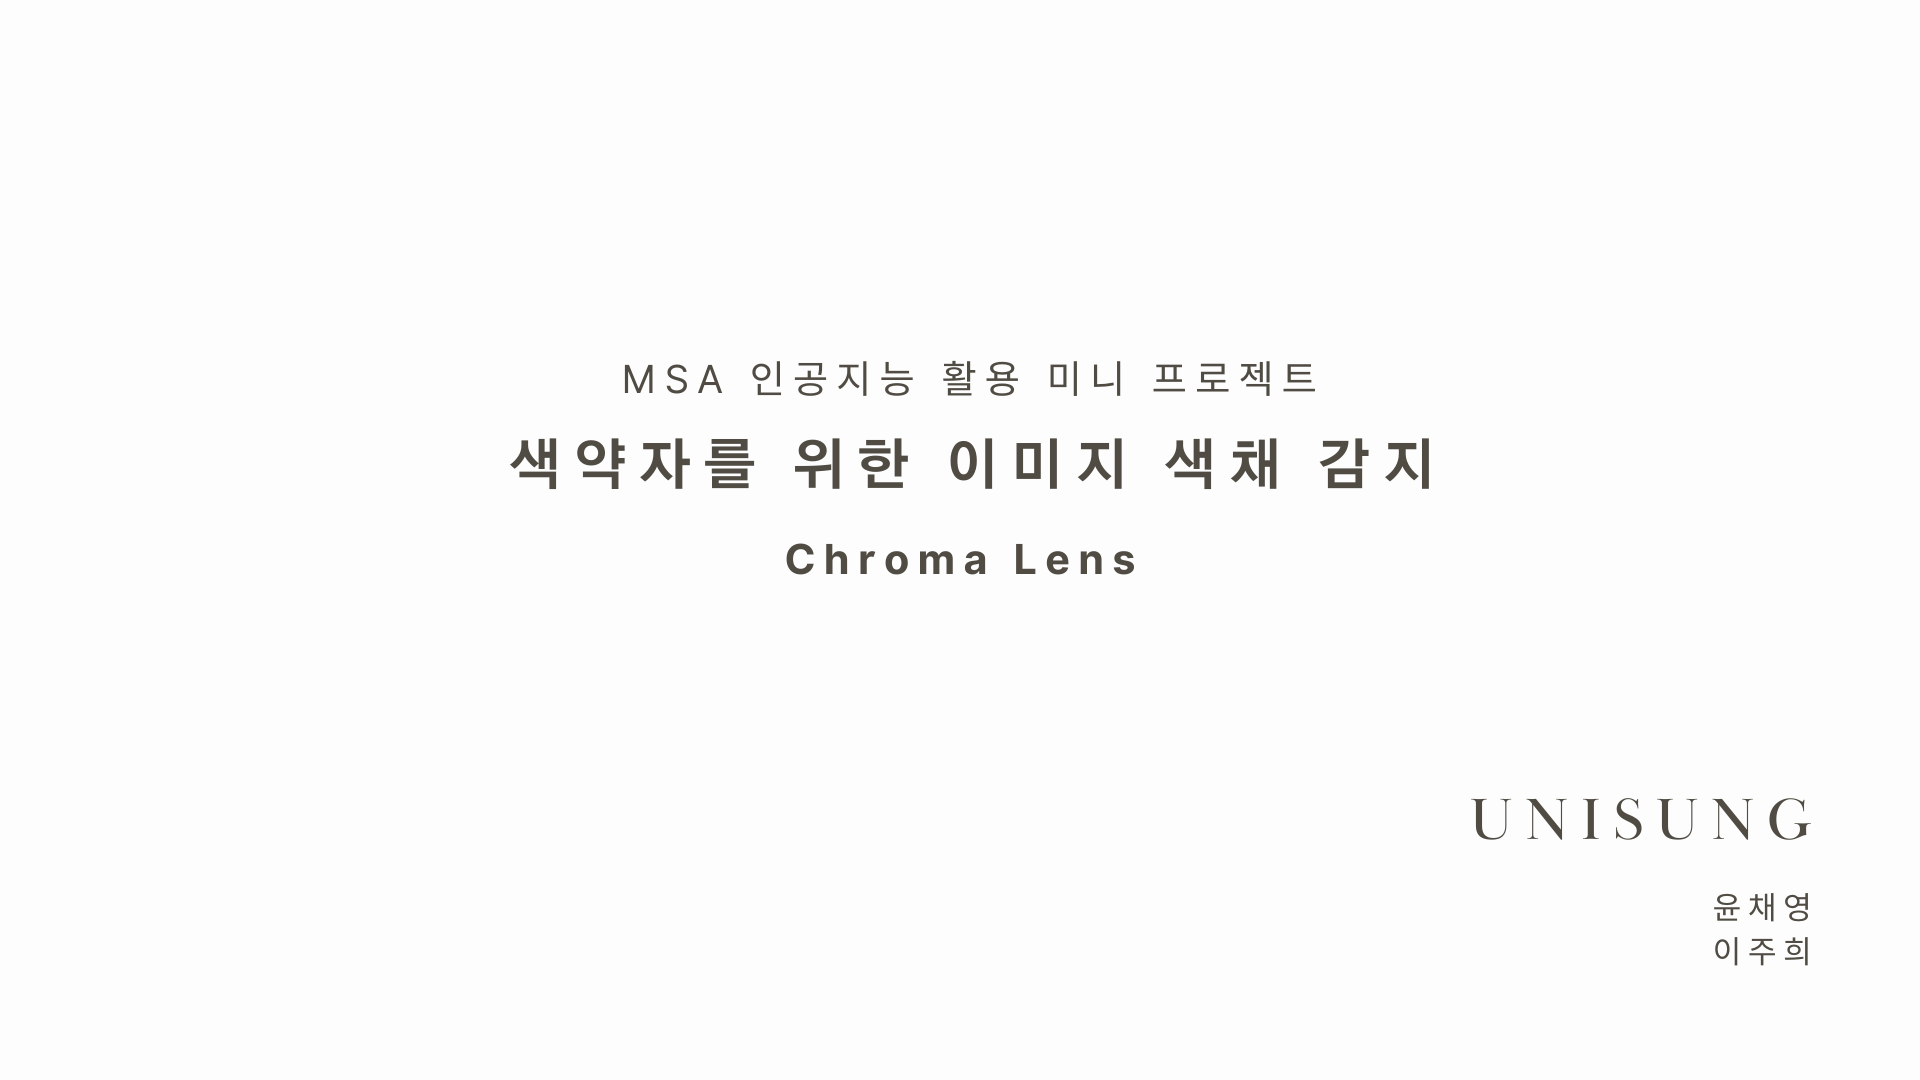 MSA 인공지능 활용 미니 프로젝트
색약자를 위한 이미지 색채 감지
Chroma Lens
UNISUNG
윤채영
이주희